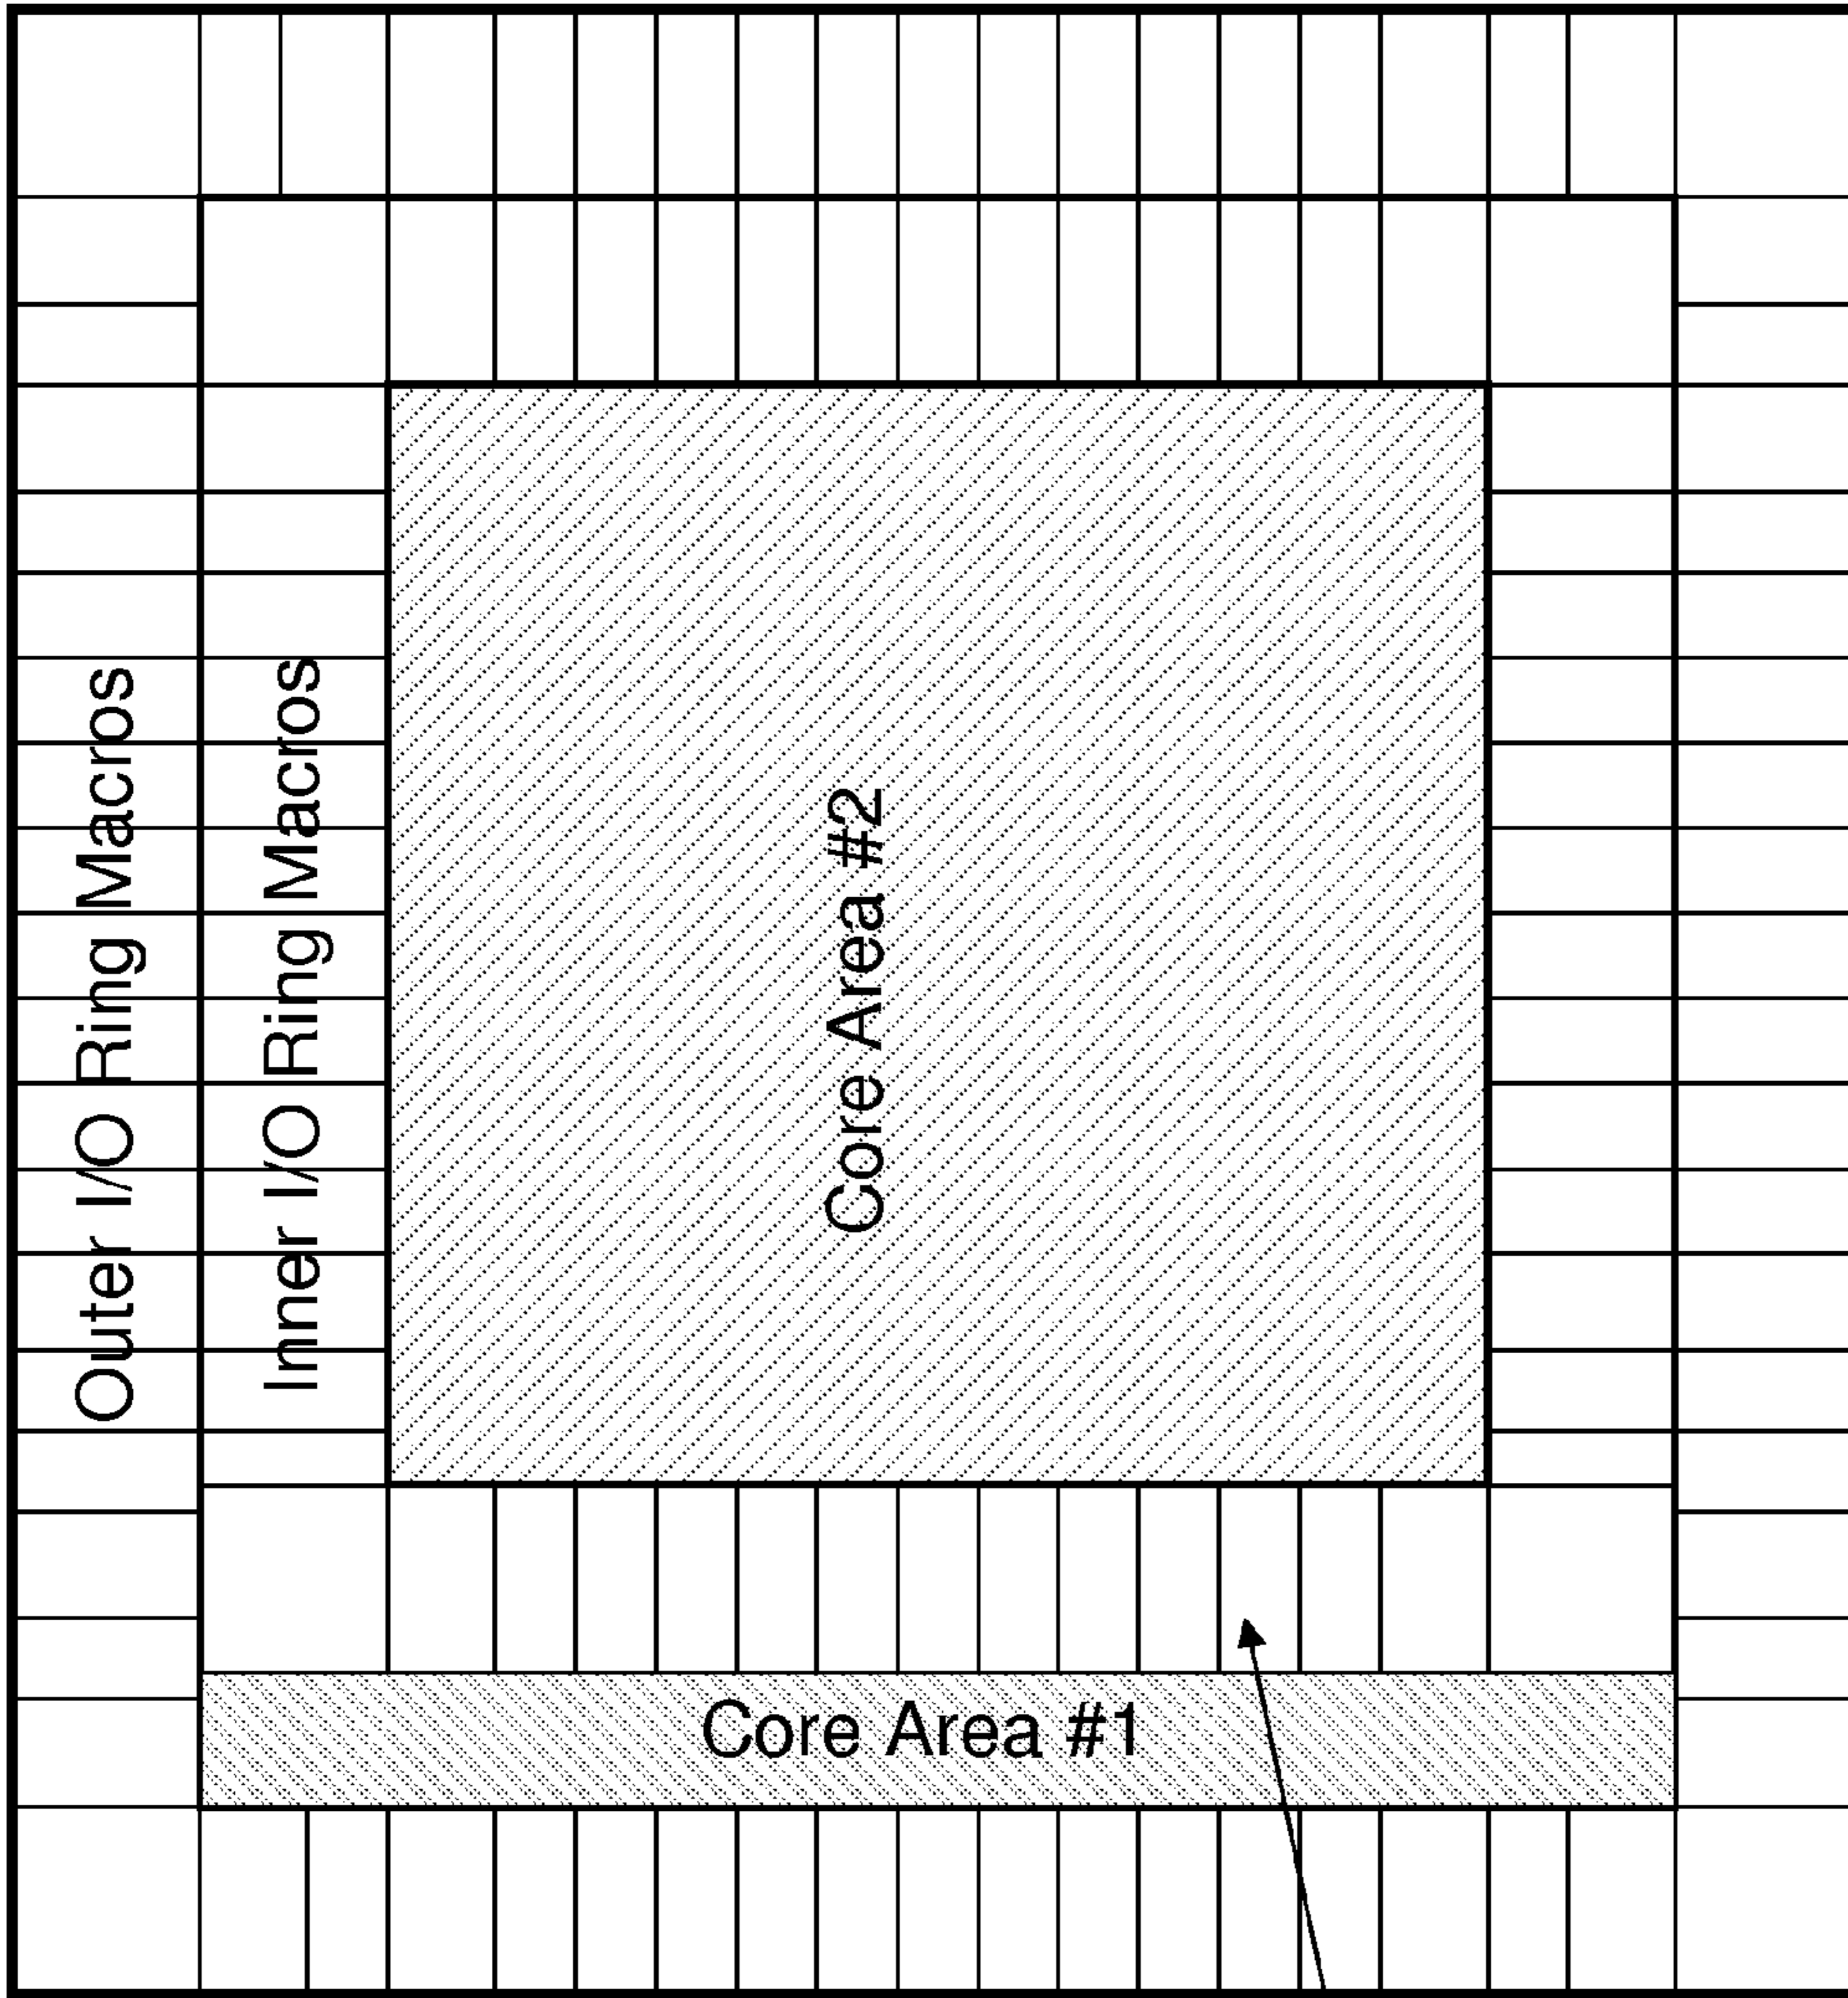 Outer I/O Ring Macros
Inner I/O Ring Macros
Core Area #2
Core Area #1